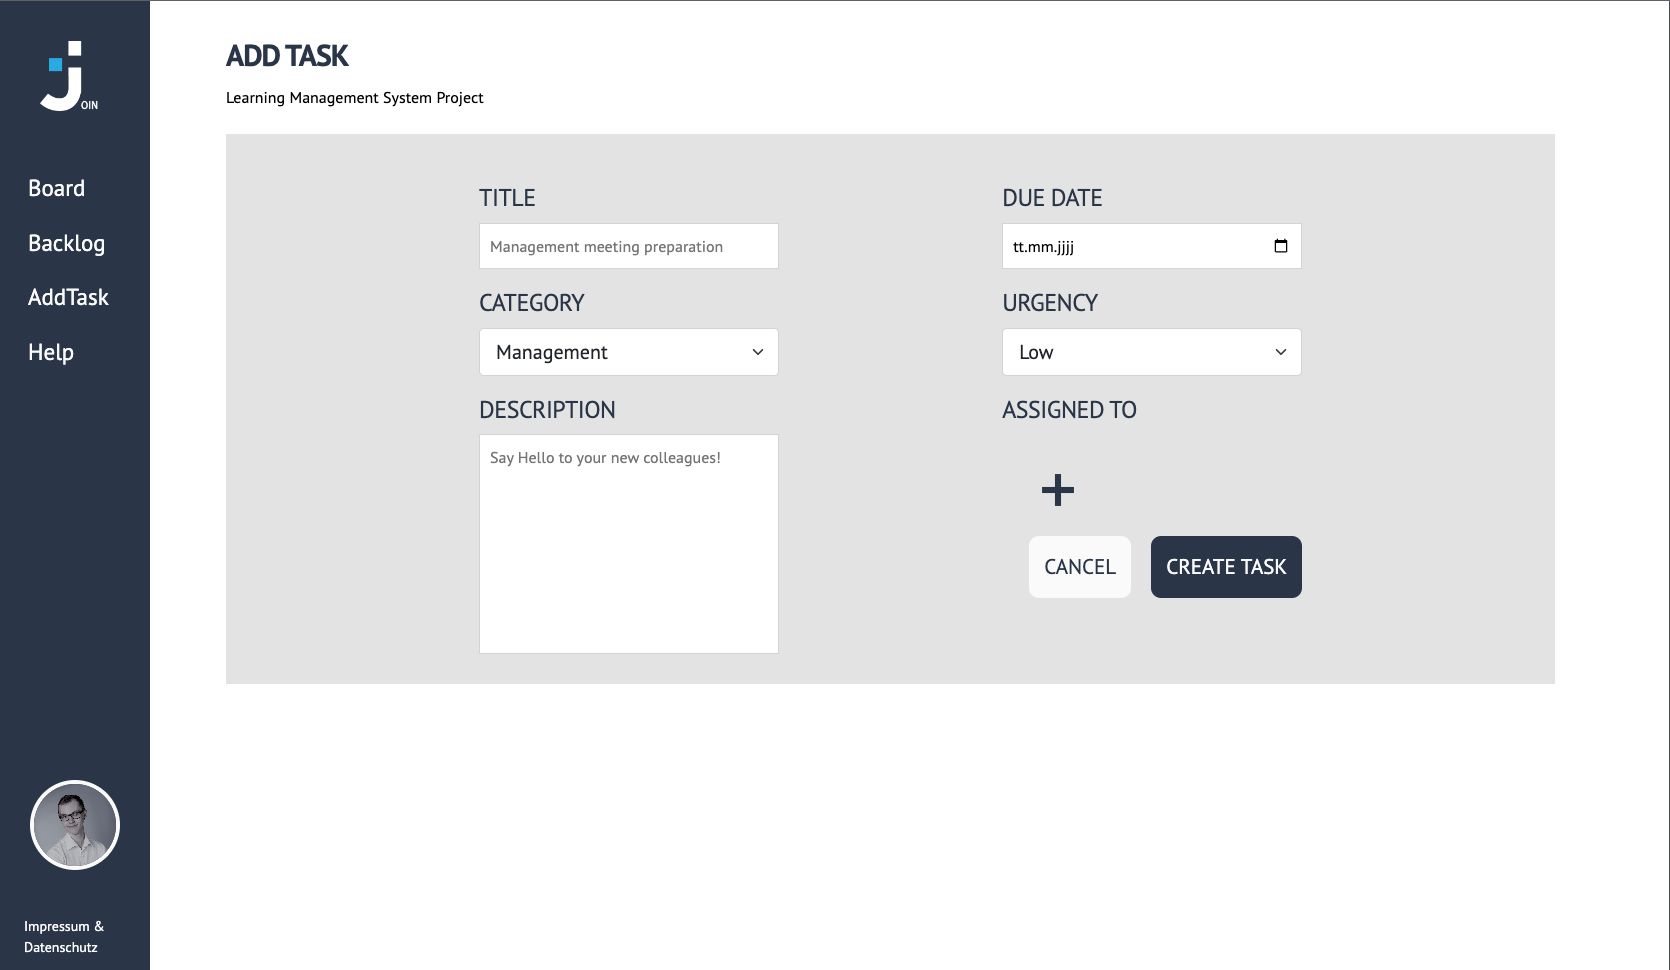 OIN
Board
Backlog
AddTask
Help
Impressum &
Datenschutz
ADD TASK
Learning Management System Project
TITLE
Management meeting preparation
CATEGORY
Management
DESCRIPTION
Say Hello to your new colleagues!
DUE DATE
tt.mm.jjjj
URGENCY
Low
ASSIGNED TO
+
CANCEL
CREATE TASK